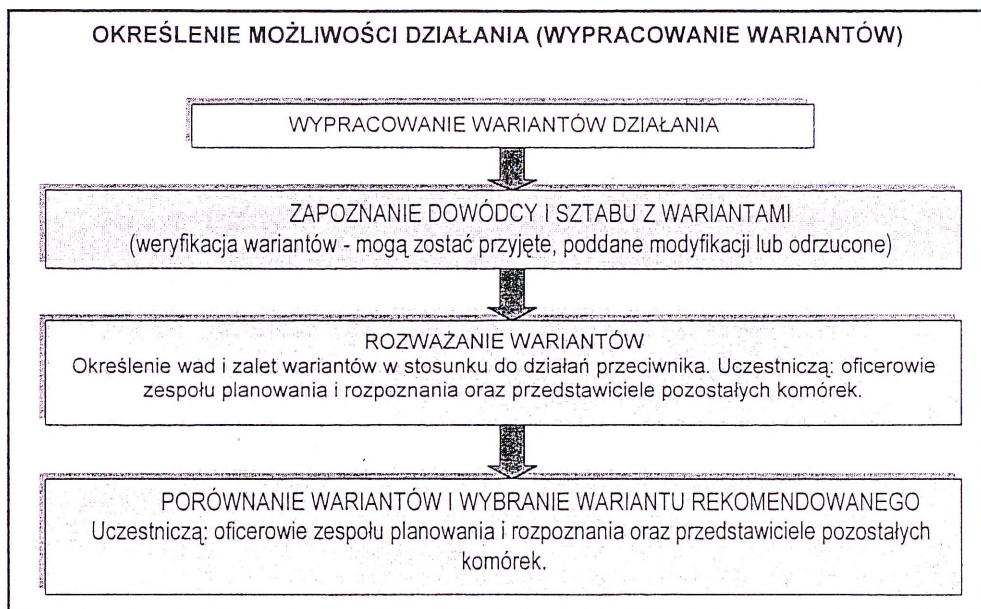 OKREŚLENIE MOŻLIWOŚCI DZIAŁANIA (WYPRACOWANIE WARIANTÓW)
WYPRACOWANIE WARIANTÓW DZIAŁANIA
ZAPOZNANIE DOWÓDCY I SZTABU Z WARIANTAMI
(weryfikacja wariantów - mogą zostać przyjęte, poddane modyfikacji lub odrzucone)
ROZWAŻANIE WARIANTÓW
Określenie wad i zalet wariantów w stosunku do działań przeciwnika. Uczestniczą: oficerowie
zespołu planowania i rozpoznania oraz przedstawiciele pozostałych komórek.
PORÓWNANIE WARIANTÓW I WYBRANIE WARIANTU REKOMENDOWANEGO
Uczestniczą: oficerowie zespołu planowania i rozpoznania oraz przedstawiciele pozostałych
komórek.